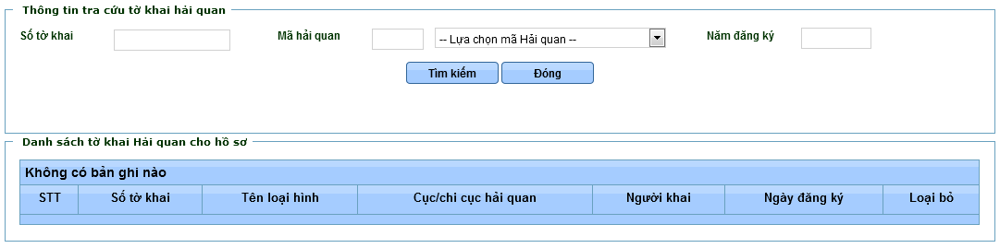 Thông tin tra cứu tờ khai hải quan
Số tờ khai Mã hải quan -- Lựa chọn mã Hải quan -- Năm đăng ký
Tìm kiếm Đóng
Danh sách tờ khai Hải quan cho hồ sơ
Không có bản ghi nào
STT Số tờ khai Tên loại hình Cục/chi cục hải quan Người khai Ngày đăng ký Loại bỏ